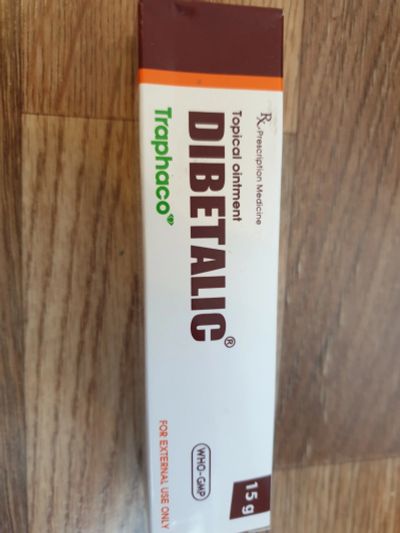 Rx Prescription Medicine
Topical ointment
DIBETALIC®
Traphaco
WHO-GMP
15 g
FOR EXTERNAL USE ONLY